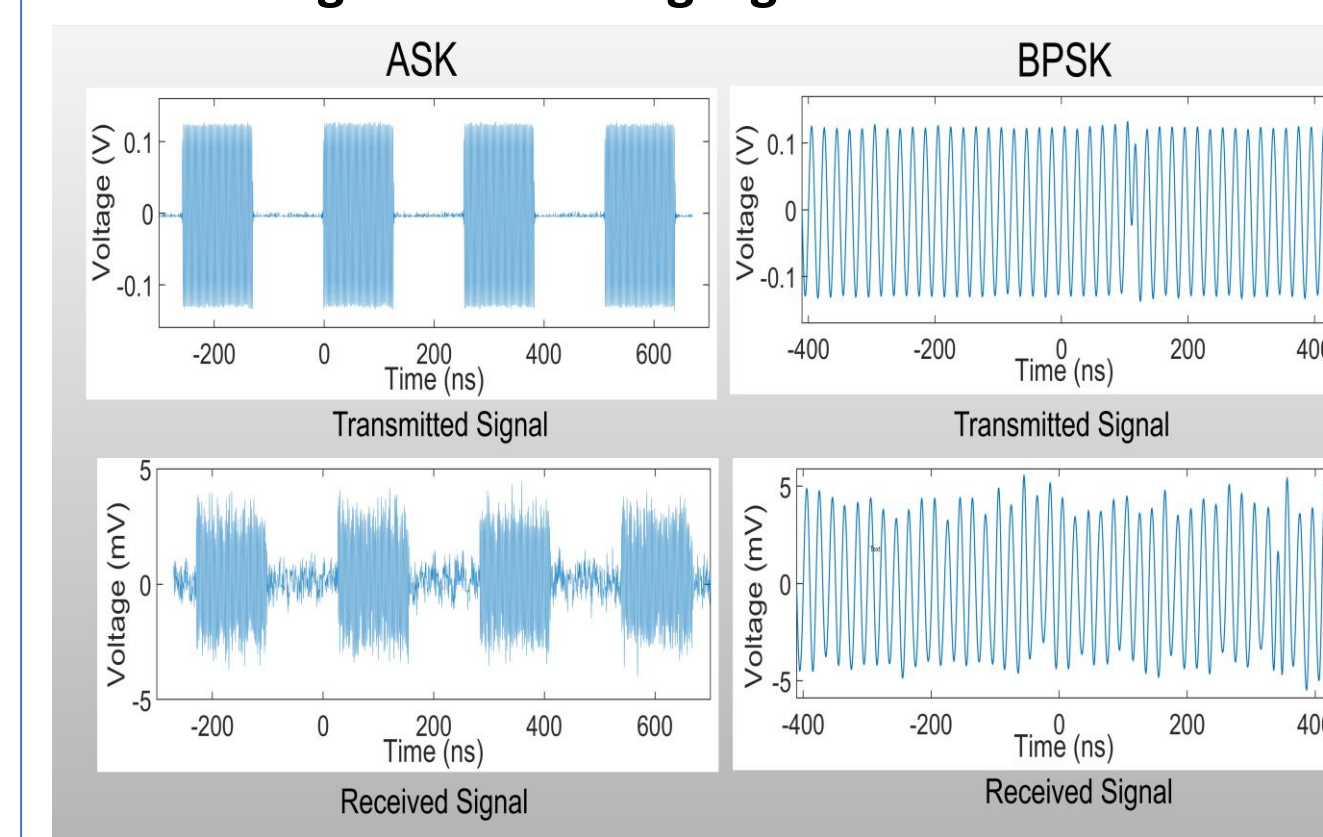 ASK
BPSK
Voltage (V)
0.1
0
-0.1
-200 0 200 400 600
Time (ns)
Transmitted Signal
Voltage (V)
0.1
0
-0.1
-400 -200 0 200
Time (ns)
Transmitted Signal
Voltage (mV)
5
0
-5
-200 0 200 400 600
Time (ns)
Received Signal
Voltage (mV)
5
0
-5
-400 -200 0 200
Time (ns)
Received Signal